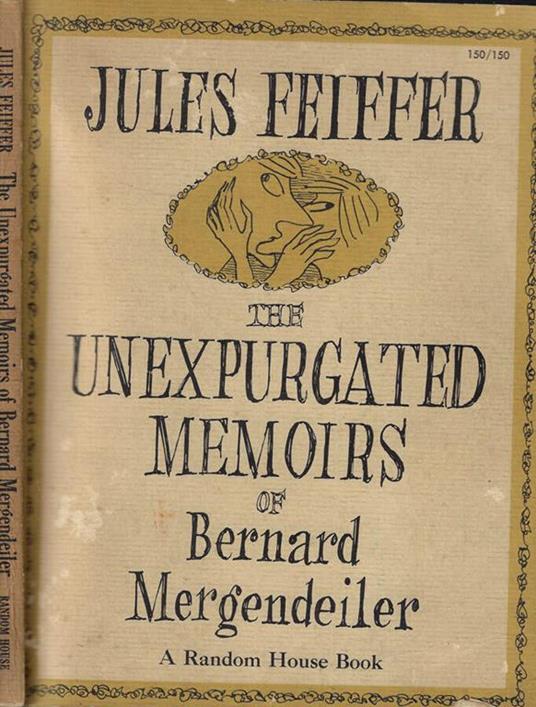 JULES FEIFFER The Unexpurgated Memoirs of Bernard Mergendeiler RANDOM HOUSE
150/150
JULES FEIFFER
THE
UNEXPURGATED
MEMOIRS
OF
Bernard
Mergendeiler
A Random House Book